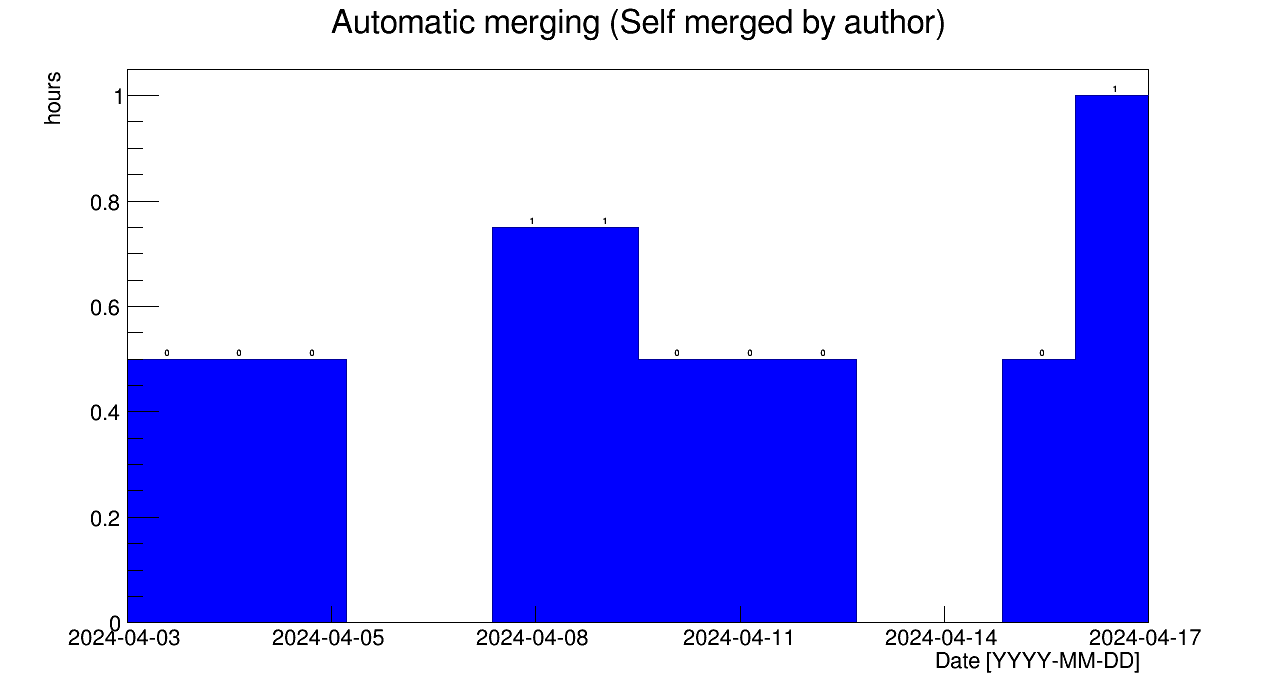 Automatic merging (Self merged by author)
hours
1
0.8
0.6
0.4
0.2
0
0 0 0 1 1 0 0 0 0 1
2024-04-03 2024-04-05 2024-04-08 2024-04-11 2024-04-14 2024-04-17
Date [YYYY-MM-DD]